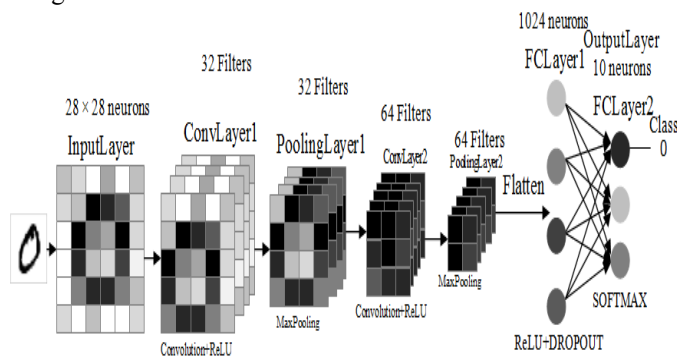 28 × 28 neurons
InputLayer
32 Filters
ConvLayer1
Convolution+ReLU
32 Filters
PoolingLayer1
MaxPooling
64 Filters
ConvLayer2
Convolution+ReLU
64 Filters
PoolingLayer2
MaxPooling
Flatten
1024 neurons
FCLayer1
ReLU+DROPOUT
OutputLayer
10 neurons
FCLayer2
SOFTMAX
Class
0